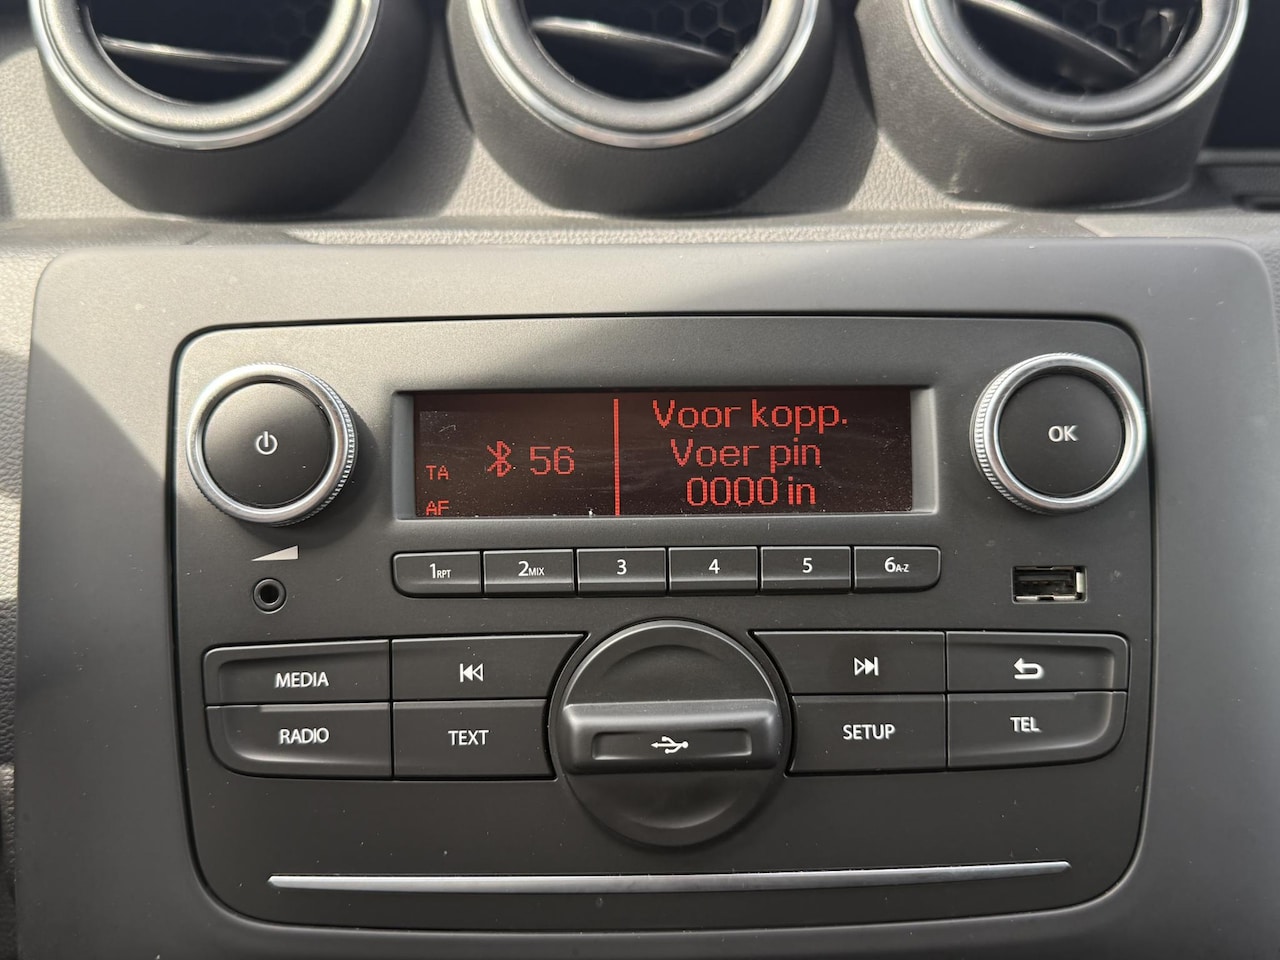 TA
AF
56
Voor kopp.
Voer pin
0000 in
OK
1RPT
2MIX
3
4
5
6A-Z
MEDIA
RADIO
TEXT
SETUP
TEL